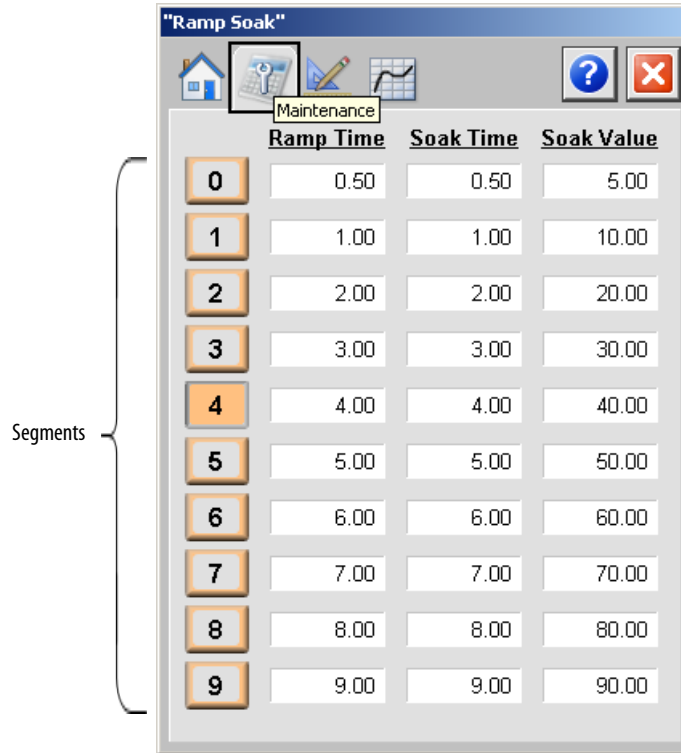 "Ramp Soak"
?
Maintenance
Ramp Time Soak Time Soak Value
0 0.50 0.50 5.00
1 1.00 1.00 10.00
2 2.00 2.00 20.00
3 3.00 3.00 30.00
4 4.00 4.00 40.00
Segments
5 5.00 5.00 50.00
6 6.00 6.00 60.00
7 7.00 7.00 70.00
8 8.00 8.00 80.00
9 9.00 9.00 90.00